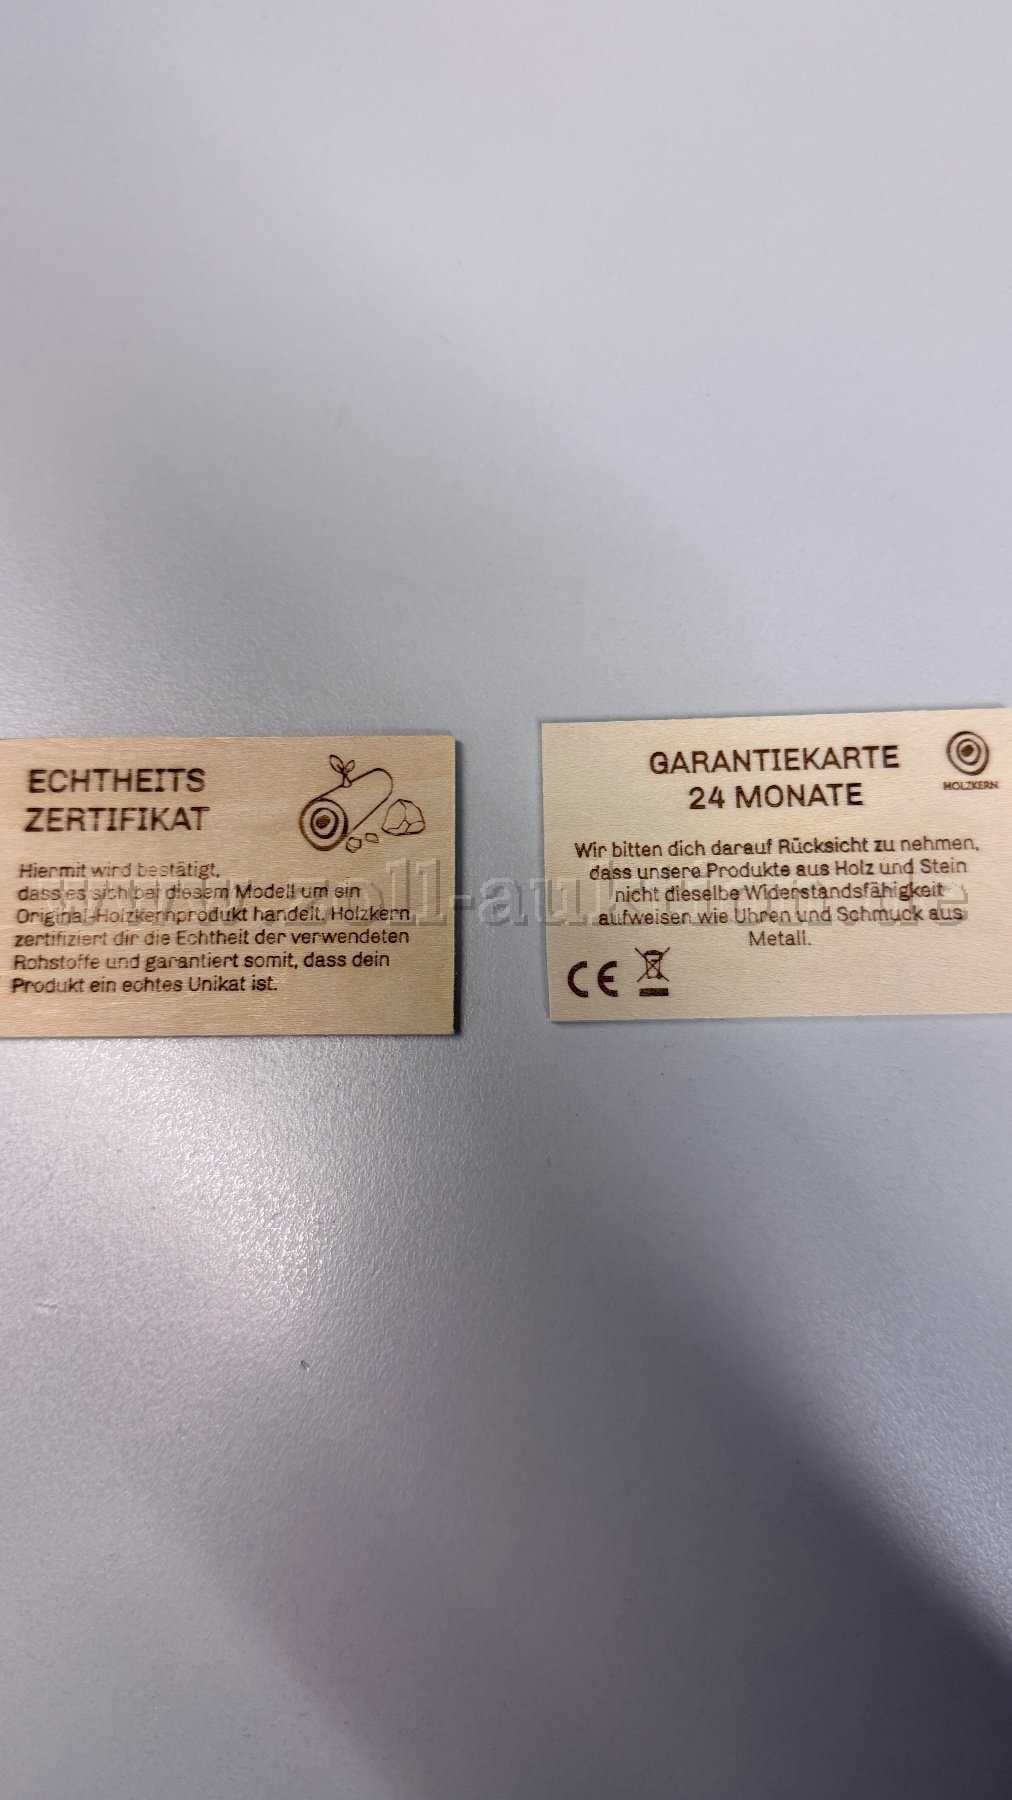 ECHTHEITS
ZERTIFIKAT
Hiermit wird bestätigt,
dass es sich bei diesem Modell um ein
Original-Holzkernprodukt handelt. Holzkern
zertifiziert dir die Echtheit der verwendeten
Rohstoffe und garantiert somit, dass dein
Produkt ein echtes Unikat ist.
GARANTIEKARTE
24 MONATE
HOLZKERN
Wir bitten dich darauf Rücksicht zu nehmen,
dass unsere Produkte aus Holz und Stein
nicht dieselbe Widerstandsfähigkeit
aufweisen wie Uhren und Schmuck aus
Metall.
CE